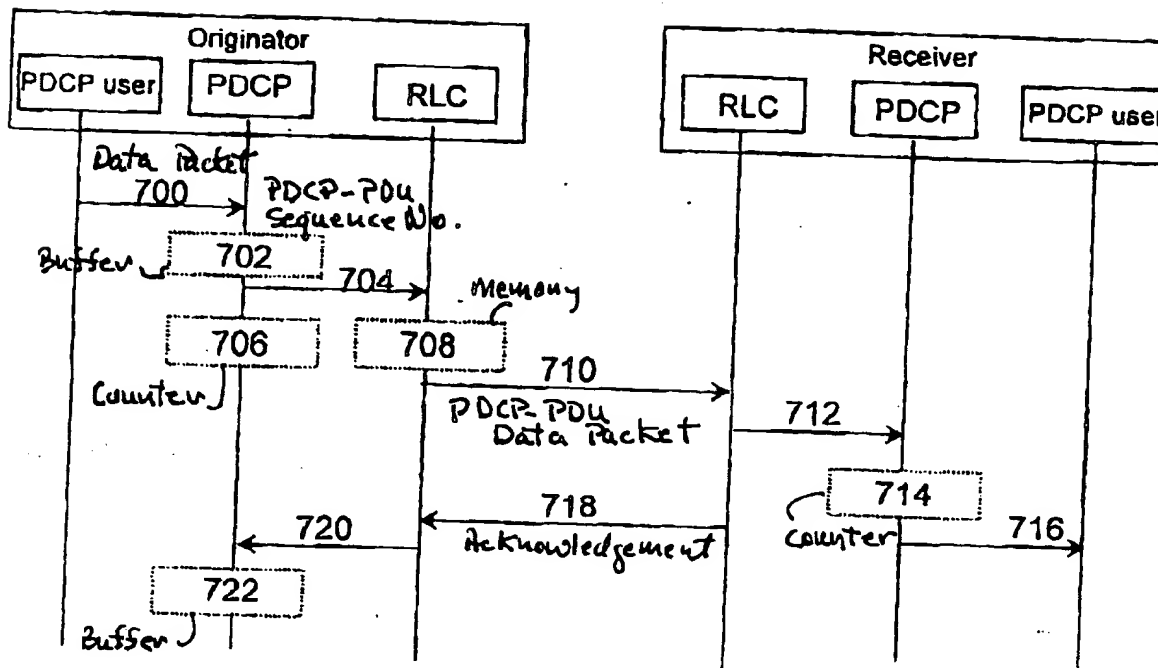 Originator
Receiver
PDCP user
PDCP
RLC
RLC
PDCP
PDCP user
Data Packet
700
PDCP-PDU
Sequence No.
Buffer
702
704
Memory
706
708
Counter
710
PDCP-PDU
Data Packet
712
714
Counter
716
718
Acknowledgement
720
722
Buffer